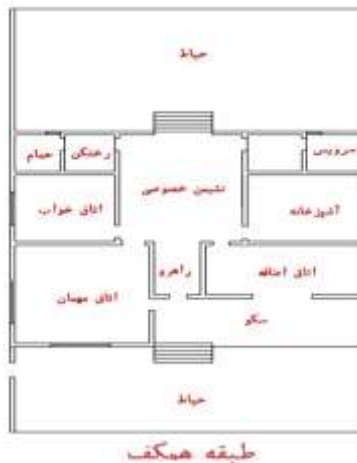 حیاط
حمام
رختکن
سرویس
نشیمن خصوصی
اتاق خواب
آشپزخانه
راهرو
اتاق اضافه
اتاق مهمان
سکو
حیاط
طبقه همکف